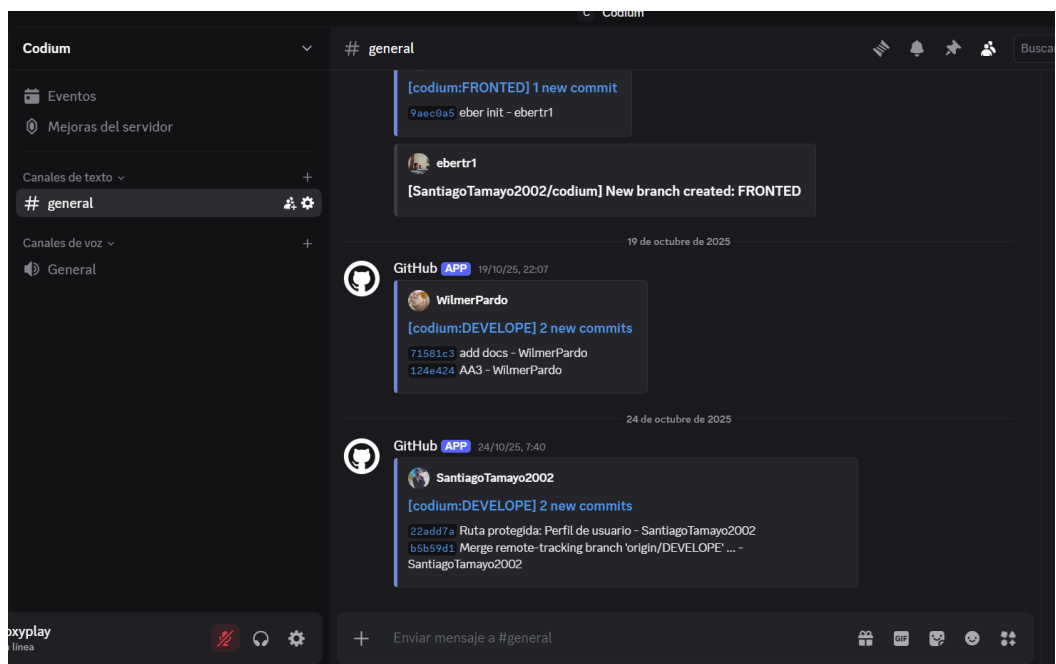 Codium
Codium
Eventos
Mejoras del servidor
Canales de texto
general
Canales de voz
General
línea
general
[codium:FRONTED] 1 new commit
9aec0a5 eber init - ebertr1
ebertr1
[SantiagoTamayo2002/codium] New branch created: FRONTED
19 de octubre de 2025
GitHub APP 19/10/25, 22:07
WilmerPardo
[codium:DEVELOPE] 2 new commits
71581c3 add docs - WilmerPardo
124e424 AA3 - WilmerPardo
24 de octubre de 2025
GitHub APP 24/10/25, 7:40
SantiagoTamayo2002
[codium:DEVELOPE] 2 new commits
22add7a Ruta protegida: Perfil de usuario - SantiagoTamayo2002
b5b59d1 Merge remote-tracking branch 'origin/DEVELOPE' ... -
SantiagoTamayo2002
Enviar mensaje a #general
GIF